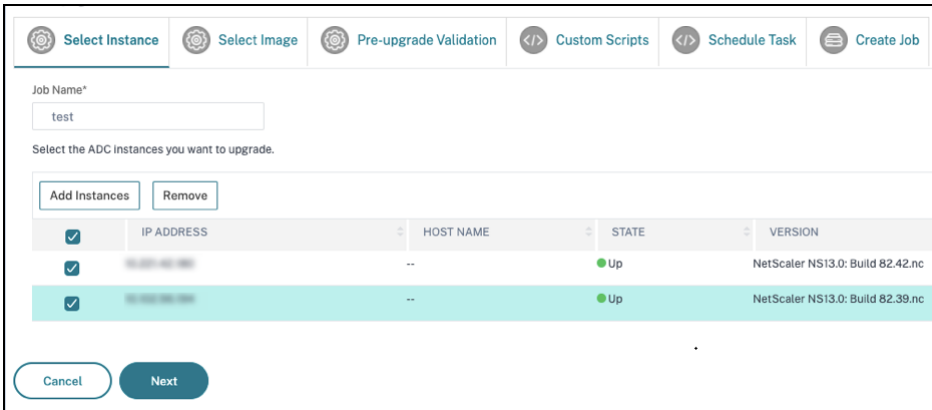 Select Instance Select Image Pre-upgrade Validation Custom Scripts Schedule Task Create Job
Job Name*
test
Select the ADC instances you want to upgrade.
Add Instances Remove
IP ADDRESS HOST NAME STATE VERSION
-- Up NetScaler NS13.0: Build 82.42.nc
-- Up NetScaler NS13.0: Build 82.39.nc
Cancel Next